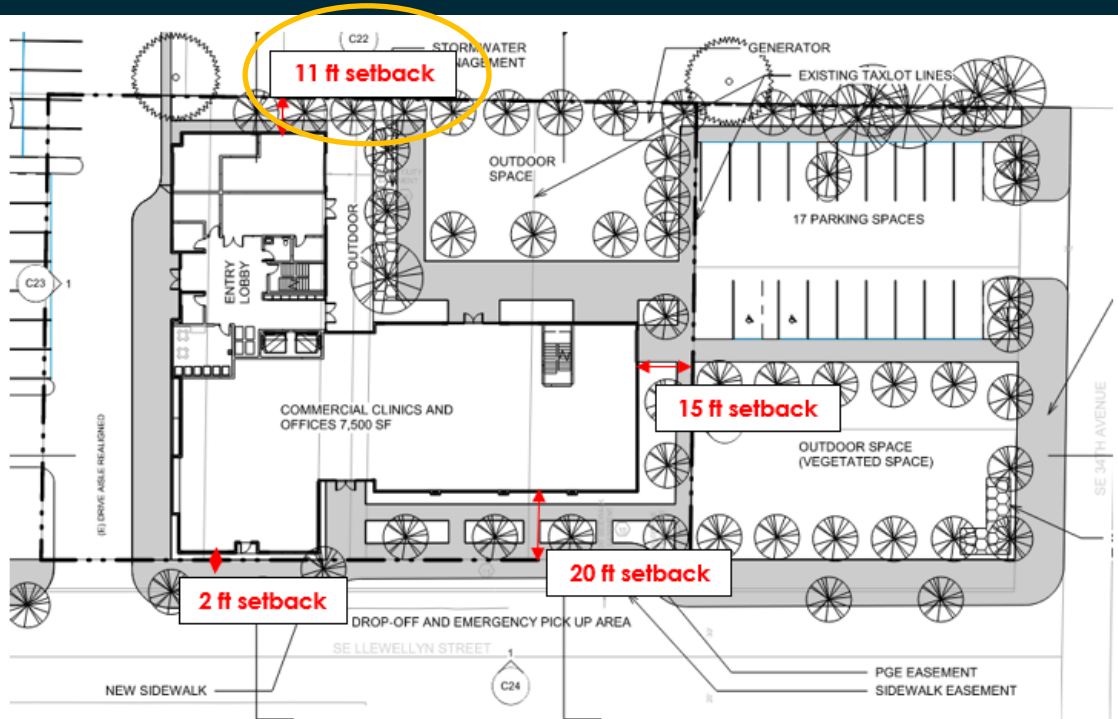 C22
STORMWATER
NAGEMENT
11 ft setback
GENERATOR
EXISTING TAXLOT LINES
OUTDOOR
SPACE
17 PARKING SPACES
OUTDOOR
C23
1
ENTRY
LOBBY
COMMERCIAL CLINICS AND
OFFICES 7,500 SF
15 ft setback
OUTDOOR SPACE
(VEGETATED SPACE)
SE 34TH AVENUE
(E) DRIVE AISLE REALIGNED
20 ft setback
2 ft setback
DROP-OFF AND EMERGENCY PICK UP AREA
SE LLEWELLYN STREET
1
C24
NEW SIDEWALK
PGE EASEMENT
SIDEWALK EASEMENT